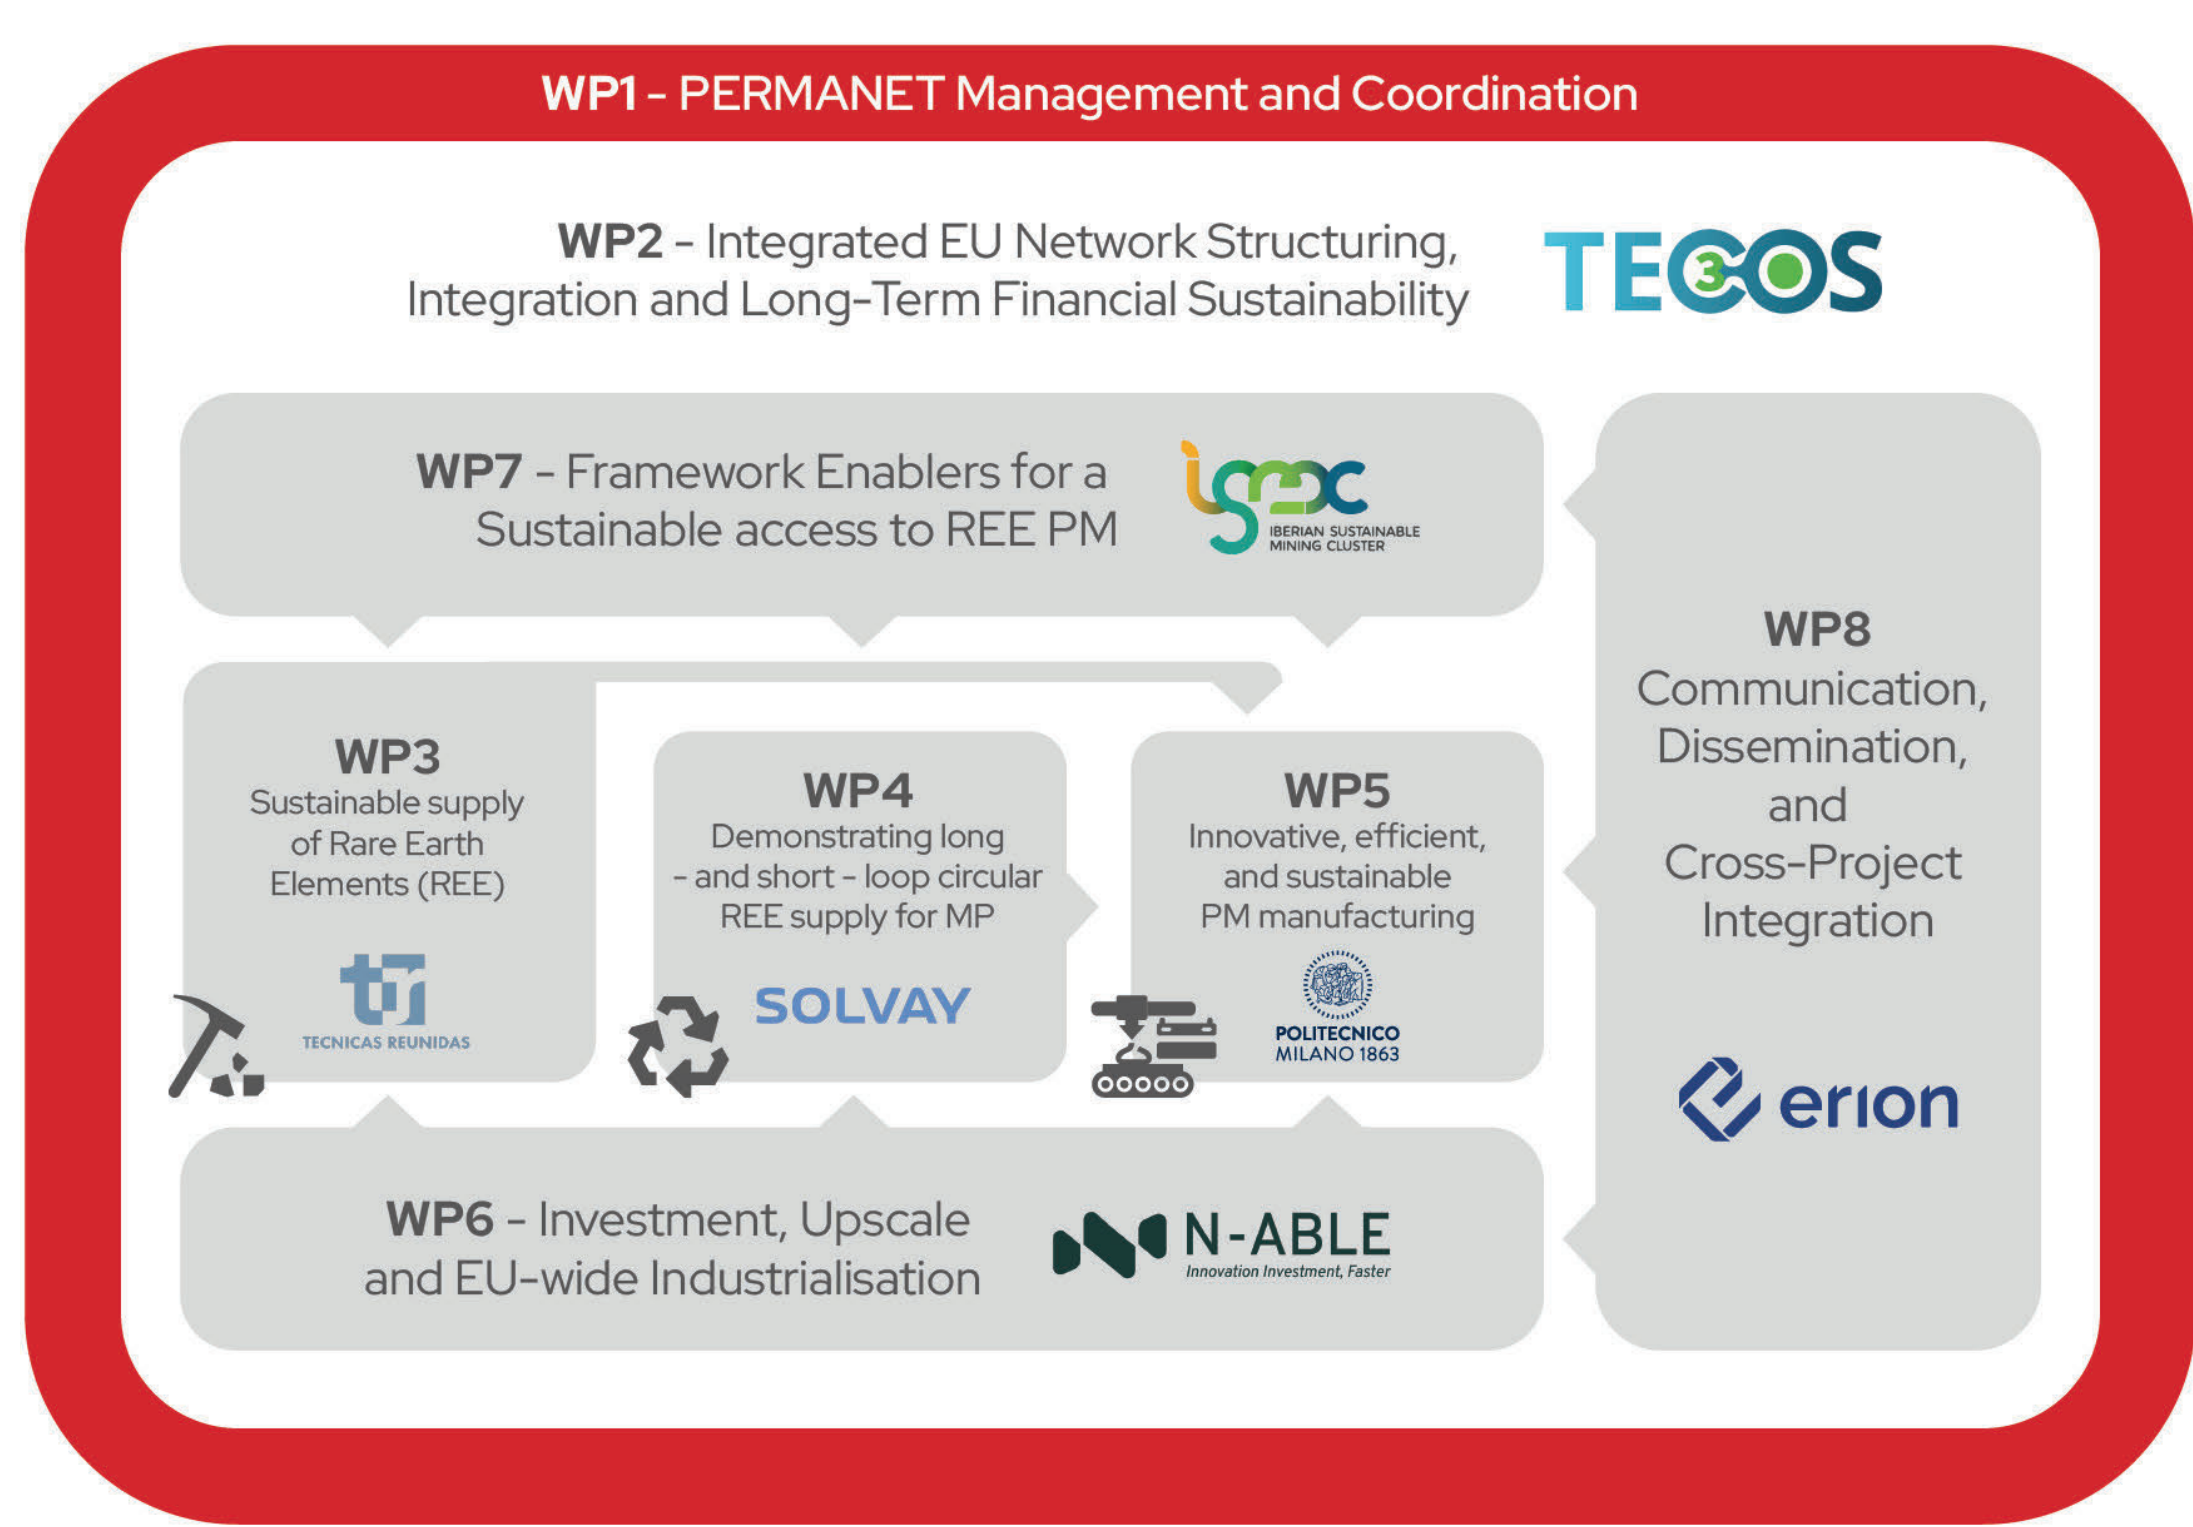 WP1 - PERMANET Management and Coordination
WP2 - Integrated EU Network Structuring,
Integration and Long-Term Financial Sustainability
TEC3OS
WP7 - Framework Enablers for a
Sustainable access to REE PM
ismc
IBERIAN SUSTAINABLE
MINING CLUSTER
WP3
Sustainable supply
of Rare Earth
Elements (REE)
tr
TECNICAS REUNIDAS
WP4
Demonstrating long
- and short - loop circular
REE supply for MP
SOLVAY
WP5
Innovative, efficient,
and sustainable
PM manufacturing
POLITECNICO
MILANO 1863
WP6 - Investment, Upscale
and EU-wide Industrialisation
N-ABLE
Innovation Investment, Faster
WP8
Communication,
Dissemination,
and
Cross-Project
Integration
erion